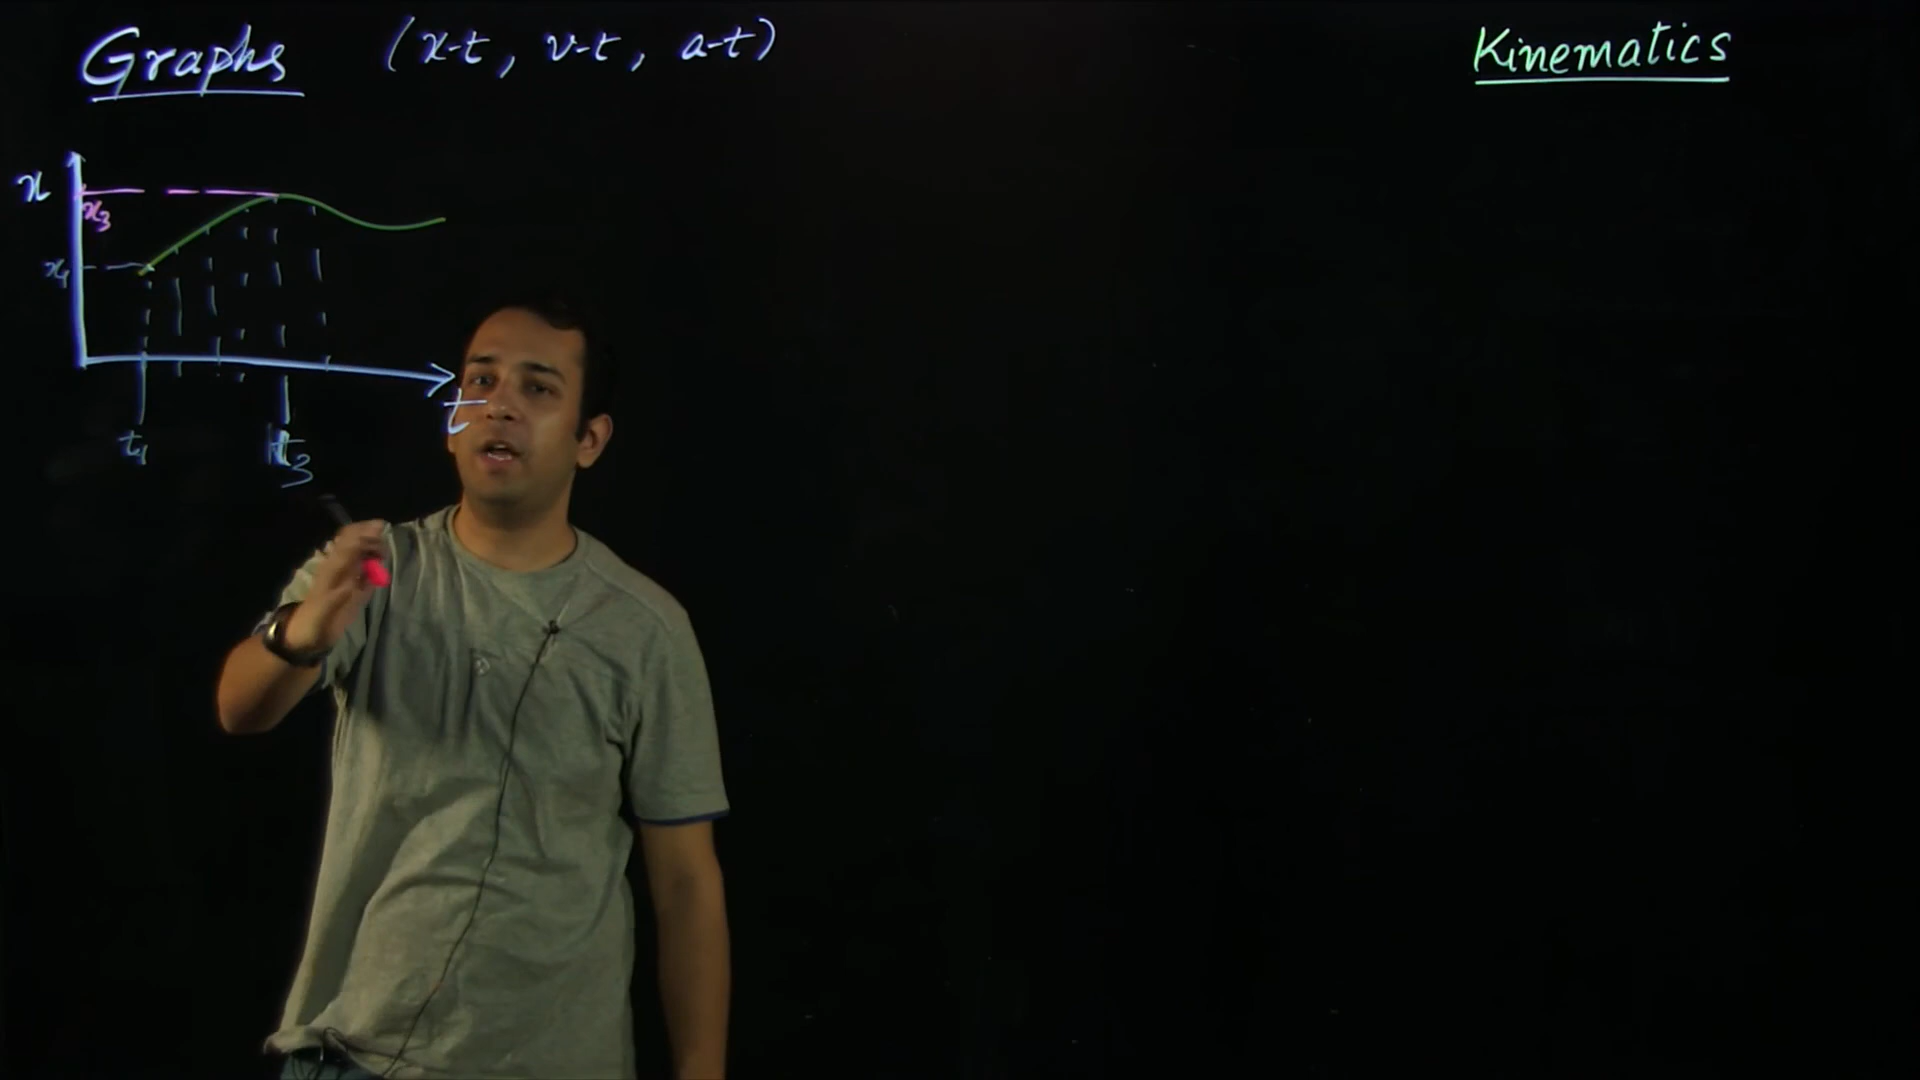 Graphs (x-t, v-t, a-t)
Kinematics
x
x3
x1
t
t1
t3